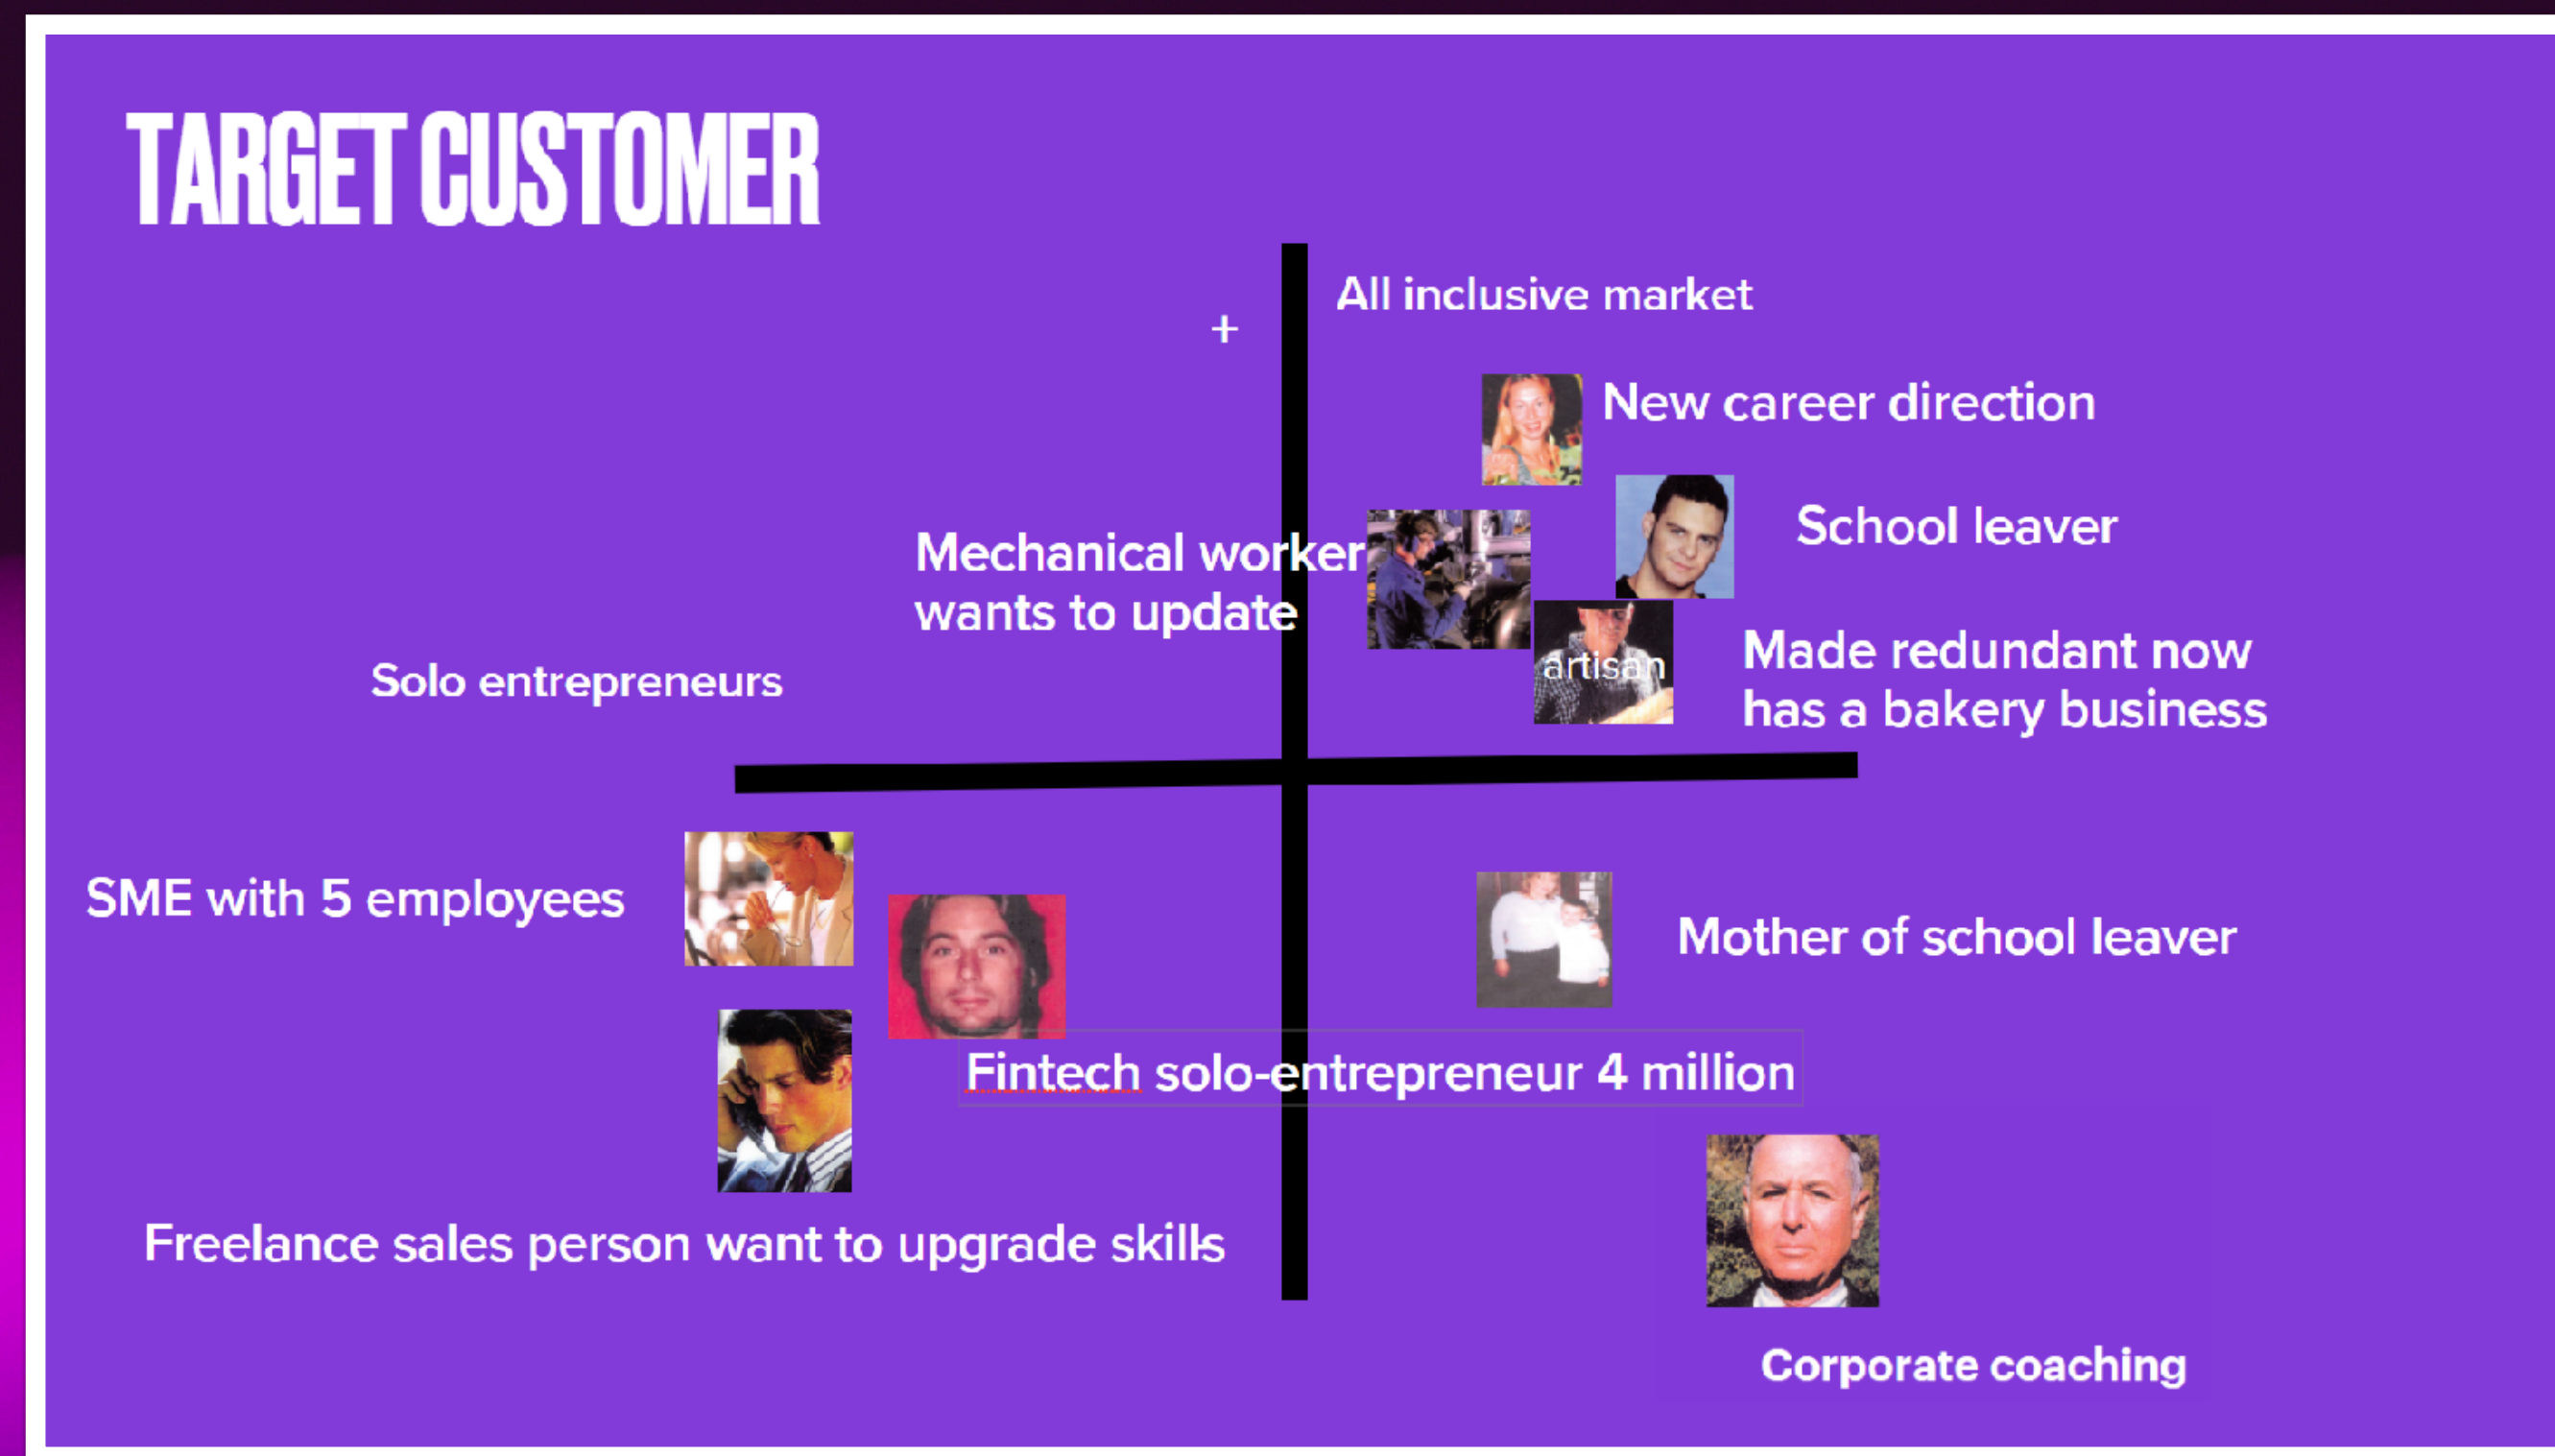 TARGET CUSTOMER
All inclusive market
+
New career direction
School leaver
Mechanical worker
wants to update
artisan
Made redundant now
has a bakery business
Solo entrepreneurs
SME with 5 employees
Mother of school leaver
Fintech solo-entrepreneur 4 million
Freelance sales person want to upgrade skills
Corporate coaching